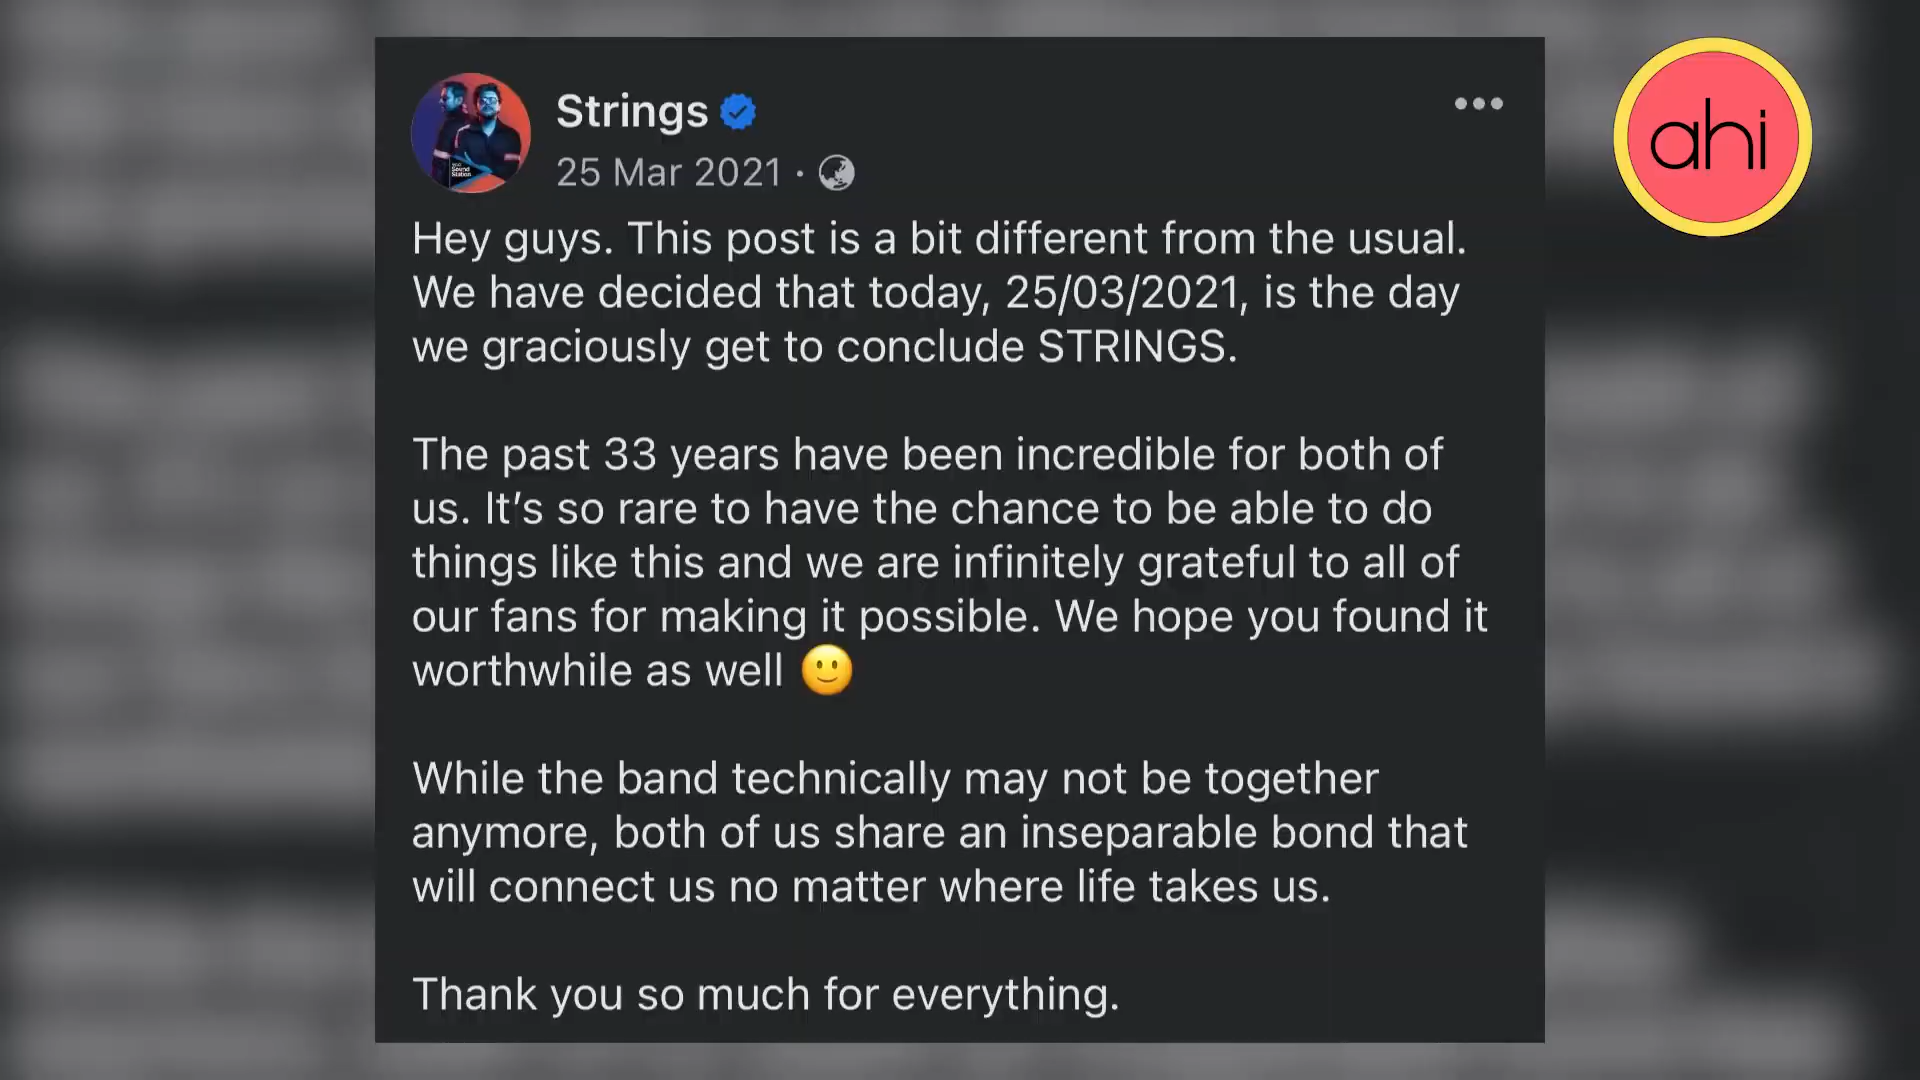 Strings
25 Mar 2021 ·
Hey guys. This post is a bit different from the usual.
We have decided that today, 25/03/2021, is the day
we graciously get to conclude STRINGS.
The past 33 years have been incredible for both of
us. It's so rare to have the chance to be able to do
things like this and we are infinitely grateful to all of
our fans for making it possible. We hope you found it
worthwhile as well 🙂
While the band technically may not be together
anymore, both of us share an inseparable bond that
will connect us no matter where life takes us.
Thank you so much for everything.
ahi
Sound
Station